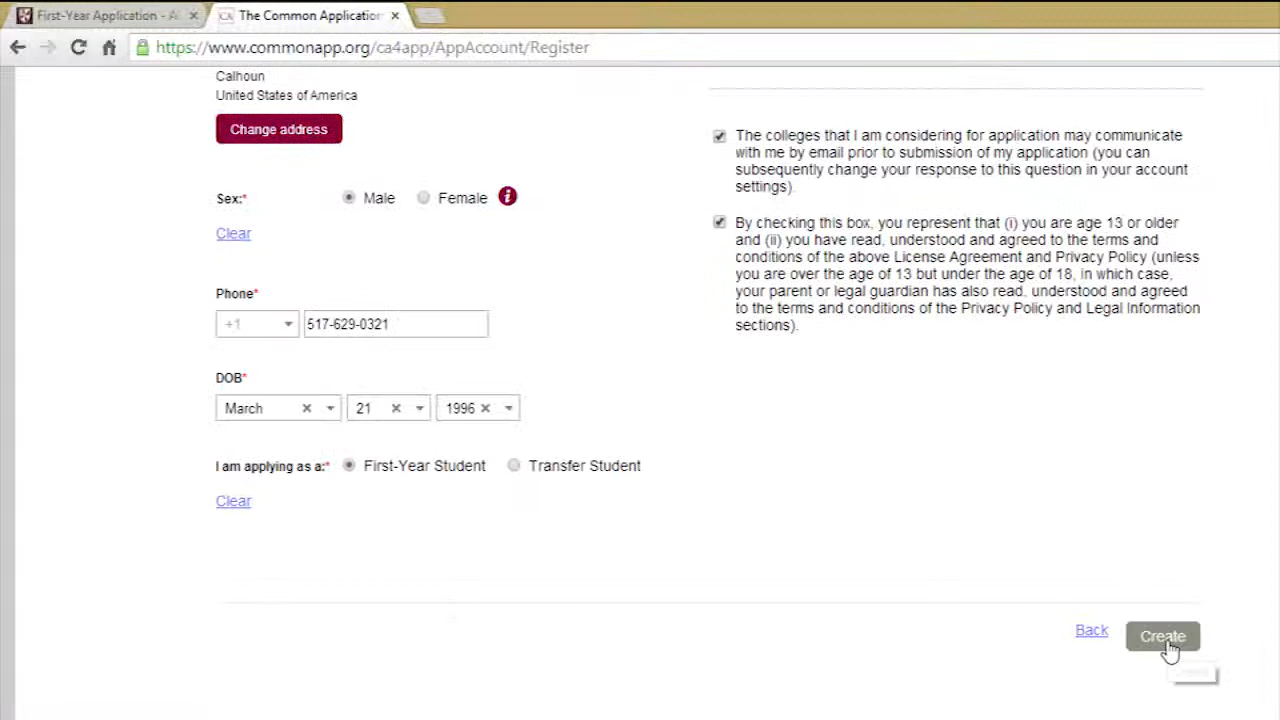 First-Year Application - A
The Common Application
https://www.commonapp.org/ca4app/AppAccount/Register
Calhoun
United States of America
Change address
Sex:* Male Female i
Clear
Phone*
+1 517-629-0321
DOB*
March 21 1996
I am applying as a:* First-Year Student Transfer Student
Clear
The colleges that I am considering for application may communicate
with me by email prior to submission of my application (you can
subsequently change your response to this question in your account
settings).
By checking this box, you represent that (i) you are age 13 or older
and (ii) you have read, understood and agreed to the terms and
conditions of the above License Agreement and Privacy Policy (unless
you are over the age of 13 but under the age of 18, in which case,
your parent or legal guardian has also read, understood and agreed
to the terms and conditions of the Privacy Policy and Legal Information
sections).
Back Create